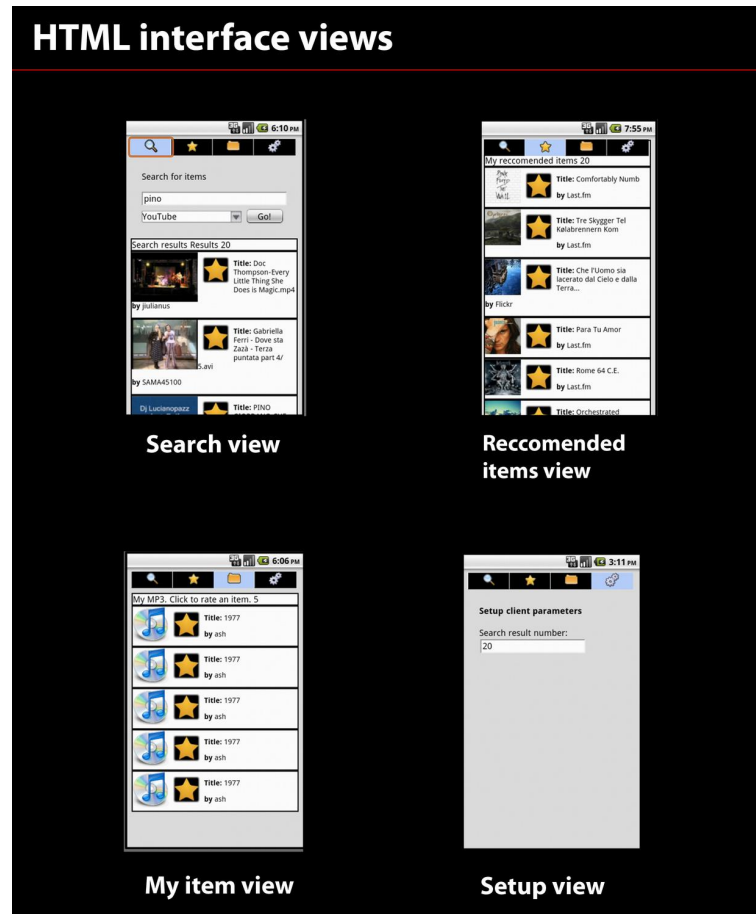 HTML interface views
3G 6:10 PM
Search for items
pino
YouTube Go!
Search results Results 20
Title: Doc
Thompson-Every
Little Thing She
Does is Magic.mp4
by jiulianus
Title: Gabriella
Ferri - Dove sta
Zazà - Terza
puntata part 4/
5.avi
by SAMA45100
Dj Lucianopazz
Title: PINO
Search view
3G 7:55 PM
My reccomended items 20
Title: Comfortably Numb
by Last.fm
Title: Tre Skygger Tel
Kølabrennern Kom
by Last.fm
Title: Che l'Uomo sia
lacerato dal Cielo e dalla
Terra...
by Flickr
Title: Para Tu Amor
by Last.fm
Title: Rome 64 C.E.
by Last.fm
Title: Orchestrated
Reccomended
items view
3G 6:06 PM
My MP3. Click to rate an item. 5
Title: 1977
by ash
Title: 1977
by ash
Title: 1977
by ash
Title: 1977
by ash
Title: 1977
by ash
My item view
3G 3:11 PM
Setup client parameters
Search result number:
20
Setup view